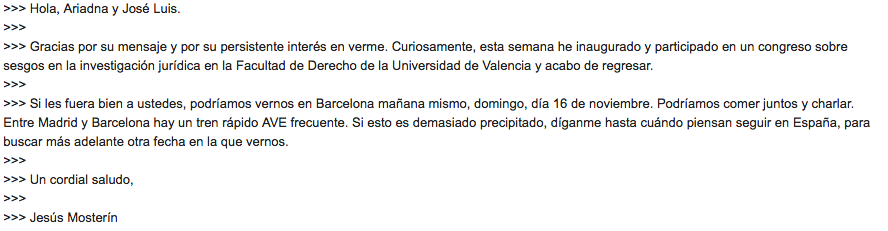 >>> Hola, Ariadna y José Luis.
>>>
>>> Gracias por su mensaje y por su persistente interés en verme. Curiosamente, esta semana he inaugurado y participado en un congreso sobre
sesgos en la investigación jurídica en la Facultad de Derecho de la Universidad de Valencia y acabo de regresar.
>>>
>>> Si les fuera bien a ustedes, podríamos vernos en Barcelona mañana mismo, domingo, día 16 de noviembre. Podríamos comer juntos y charlar.
Entre Madrid y Barcelona hay un tren rápido AVE frecuente. Si esto es demasiado precipitado, díganme hasta cuándo piensan seguir en España, para
buscar más adelante otra fecha en la que vernos.
>>>
>>> Un cordial saludo,
>>>
>>> Jesús Mosterín